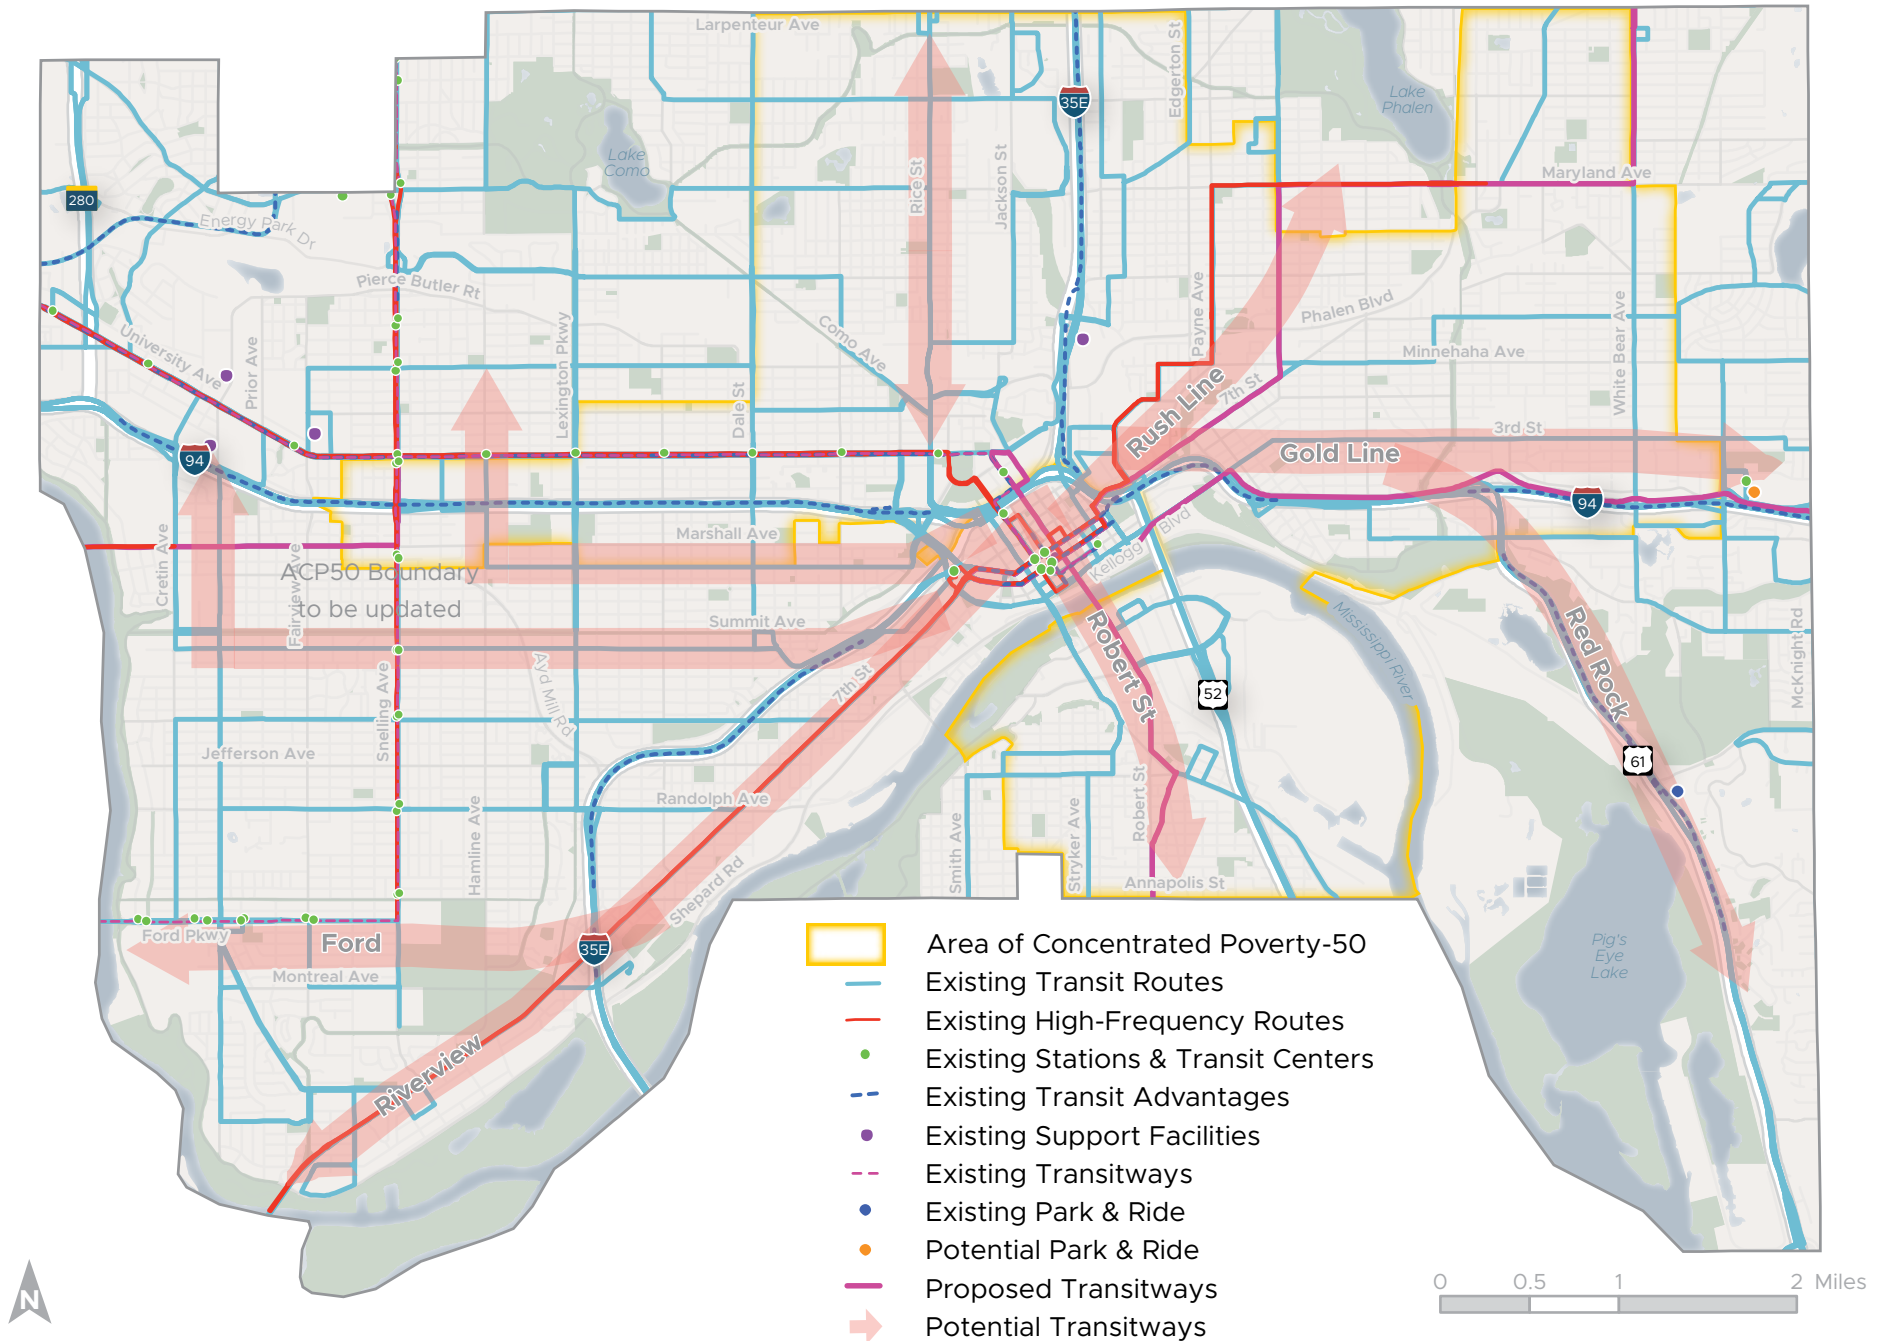 Larpenteur Ave
Edgerton St
35E
Lake
Phalen
Lake
Como
Rice St
Jackson St
Maryland Ave
280
Energy Park Dr
Pierce Butler Rt
Payne Ave
Phalen Blvd
White Bear Ave
University Ave
Prior Ave
Lexington Pkwy
Como Ave
Minnehaha Ave
Dale St
Rush Line
7th St
3rd St
Gold Line
94
94
Marshall Ave
Kellogg Blvd
Cretin Ave
Fairview Ave
ACP50 Boundary
to be updated
Summit Ave
Mississippi River
Robert St
Red Rock
McKnight Rd
Snelling Ave
Ayd Mill Rd
7th St
52
Jefferson Ave
61
Randolph Ave
Hamline Ave
Smith Ave
Stryker Ave
Robert St
Shepard Rd
Annapolis St
Ford Pkwy
Ford
35E
Montreal Ave
Pig's
Eye
Lake
Riverview
Area of Concentrated Poverty-50
Existing Transit Routes
Existing High-Frequency Routes
Existing Stations & Transit Centers
Existing Transit Advantages
Existing Support Facilities
Existing Transitways
Existing Park & Ride
Potential Park & Ride
Proposed Transitways
Potential Transitways
N
0 0.5 1 2 Miles